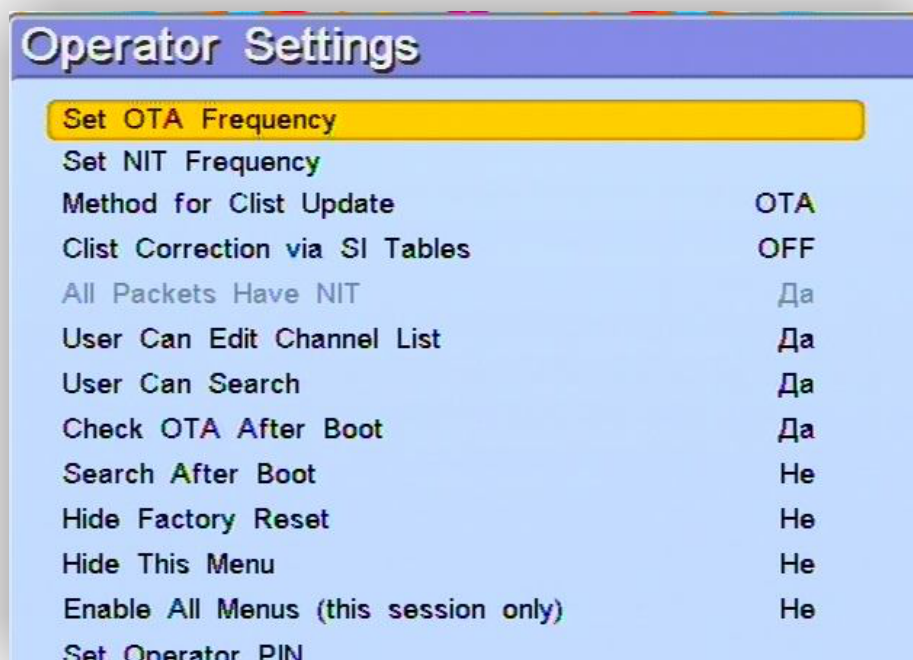 Operator Settings
Set OTA Frequency
Set NIT Frequency
Method for Clist Update OTA
Clist Correction via SI Tables OFF
All Packets Have NIT Да
User Can Edit Channel List Да
User Can Search Да
Check OTA After Boot Да
Search After Boot Не
Hide Factory Reset Не
Hide This Menu Не
Enable All Menus (this session only) Не
Set Operator PIN